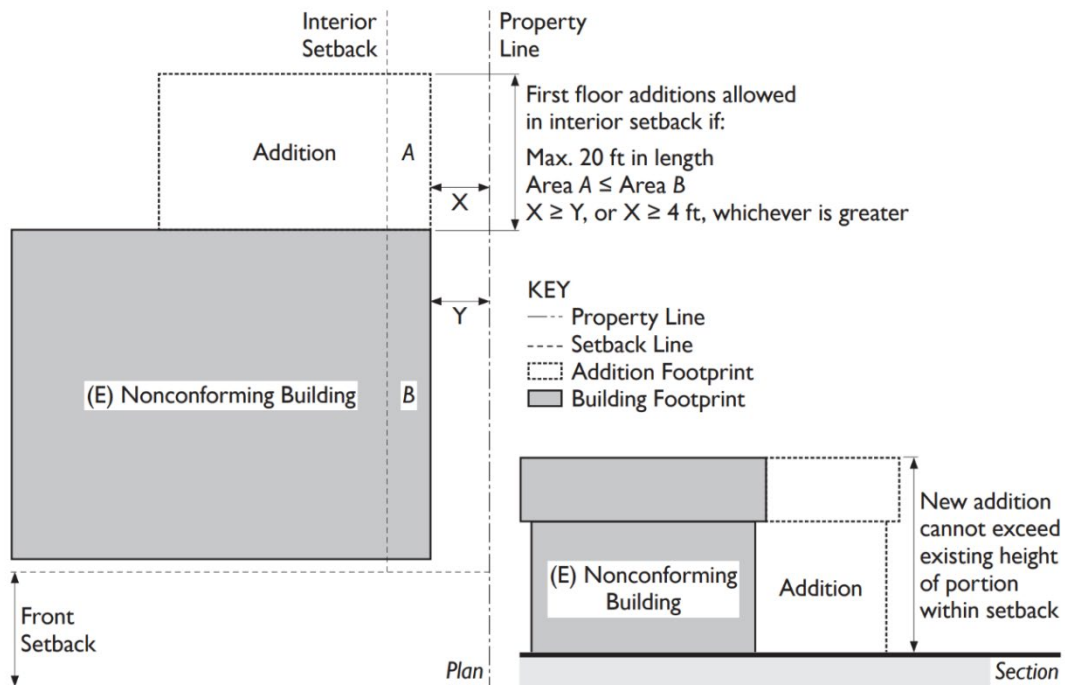 Interior
Setback
Property
Line
First floor additions allowed
in interior setback if:
Max. 20 ft in length
Area A ≤ Area B
X ≥ Y, or X ≥ 4 ft, whichever is greater
Addition
A
X
Y
(E) Nonconforming Building
B
KEY
Property Line
Setback Line
Addition Footprint
Building Footprint
Front
Setback
Plan
(E) Nonconforming
Building
Addition
New addition
cannot exceed
existing height
of portion
within setback
Section